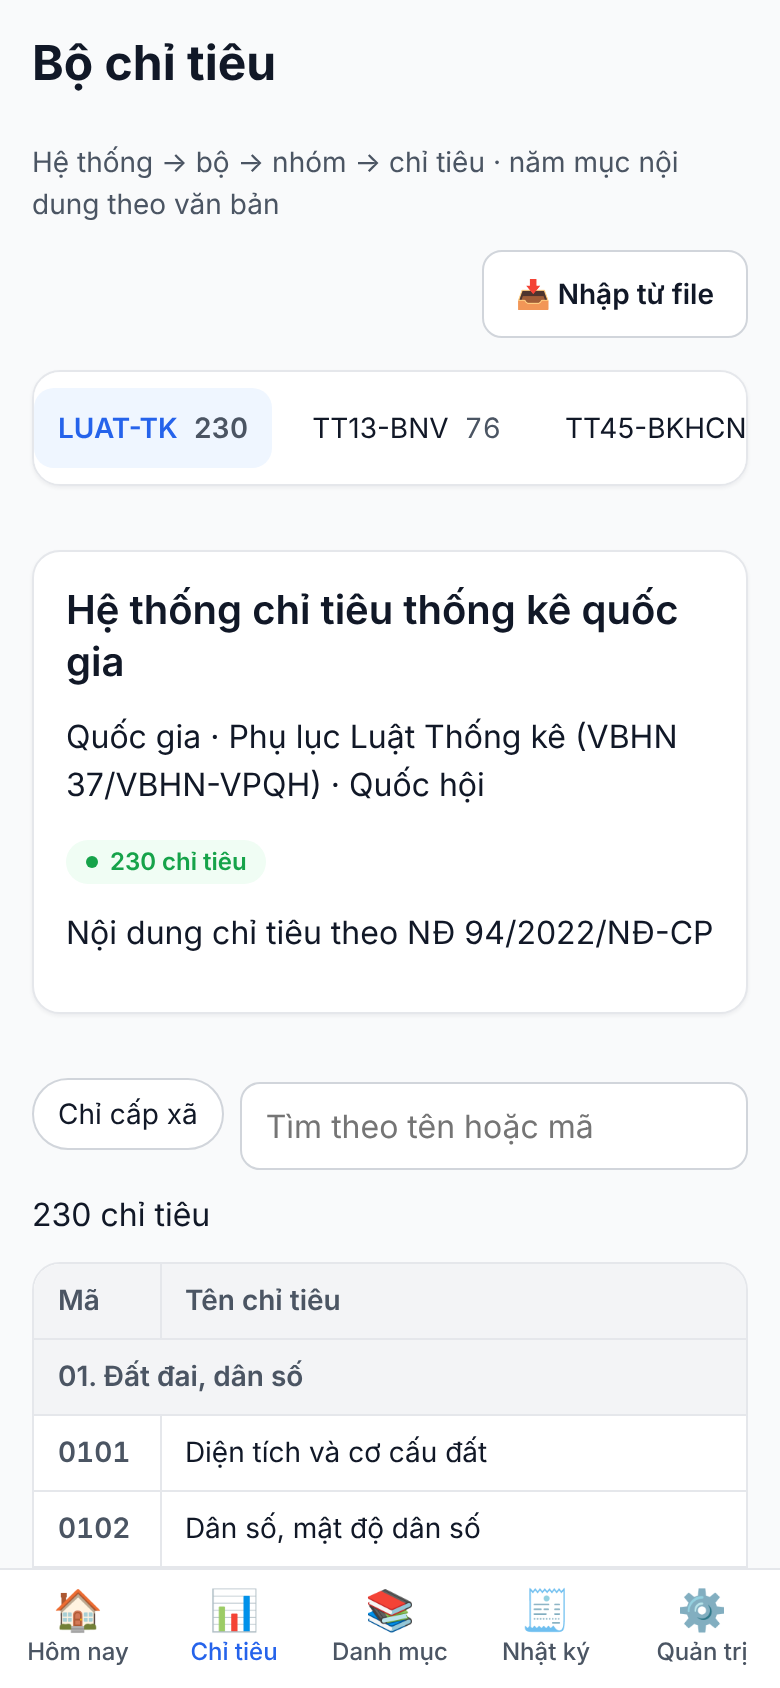 Bộ chỉ tiêu
Hệ thống → bộ → nhóm → chỉ tiêu · năm mục nội
dung theo văn bản
📥 Nhập từ file
LUAT-TK 230 TT13-BNV 76 TT45-BKHCN
Hệ thống chỉ tiêu thống kê quốc
gia
Quốc gia · Phụ lục Luật Thống kê (VBHN
37/VBHN-VPQH) · Quốc hội
• 230 chỉ tiêu
Nội dung chỉ tiêu theo NĐ 94/2022/NĐ-CP
Chỉ cấp xã Tìm theo tên hoặc mã
230 chỉ tiêu
Mã Tên chỉ tiêu
01. Đất đai, dân số
0101 Diện tích và cơ cấu đất
0102 Dân số, mật độ dân số
Hôm nay Chỉ tiêu Danh mục Nhật ký Quản trị